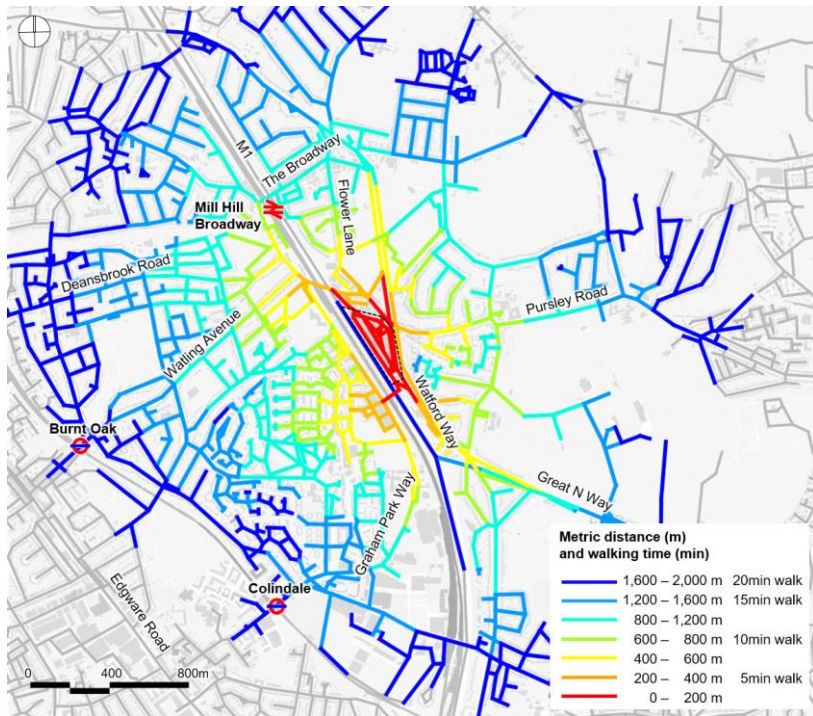 M1
The Broadway
Mill Hill
Broadway
Flower Lane
Deansbrook Road
Pursley Road
Watling Avenue
Watford Way
Burnt Oak
Great N Way
Graham Park Way
Colindale
Edgware Road
0 400 800m
Metric distance (m)
and walking time (min)
1,600 – 2,000 m 20min walk
1,200 – 1,600 m 15min walk
800 – 1,200 m
600 – 800 m 10min walk
400 – 600 m
200 – 400 m 5min walk
0 – 200 m